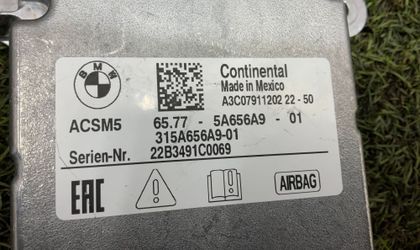 BMW
Continental
Made in Mexico
A3C07911202 22 - 50
ACSM5 65.77 - 5A656A9 - 01
315A656A9-01
Serien-Nr. 22B3491C0069
EAC AIRBAG